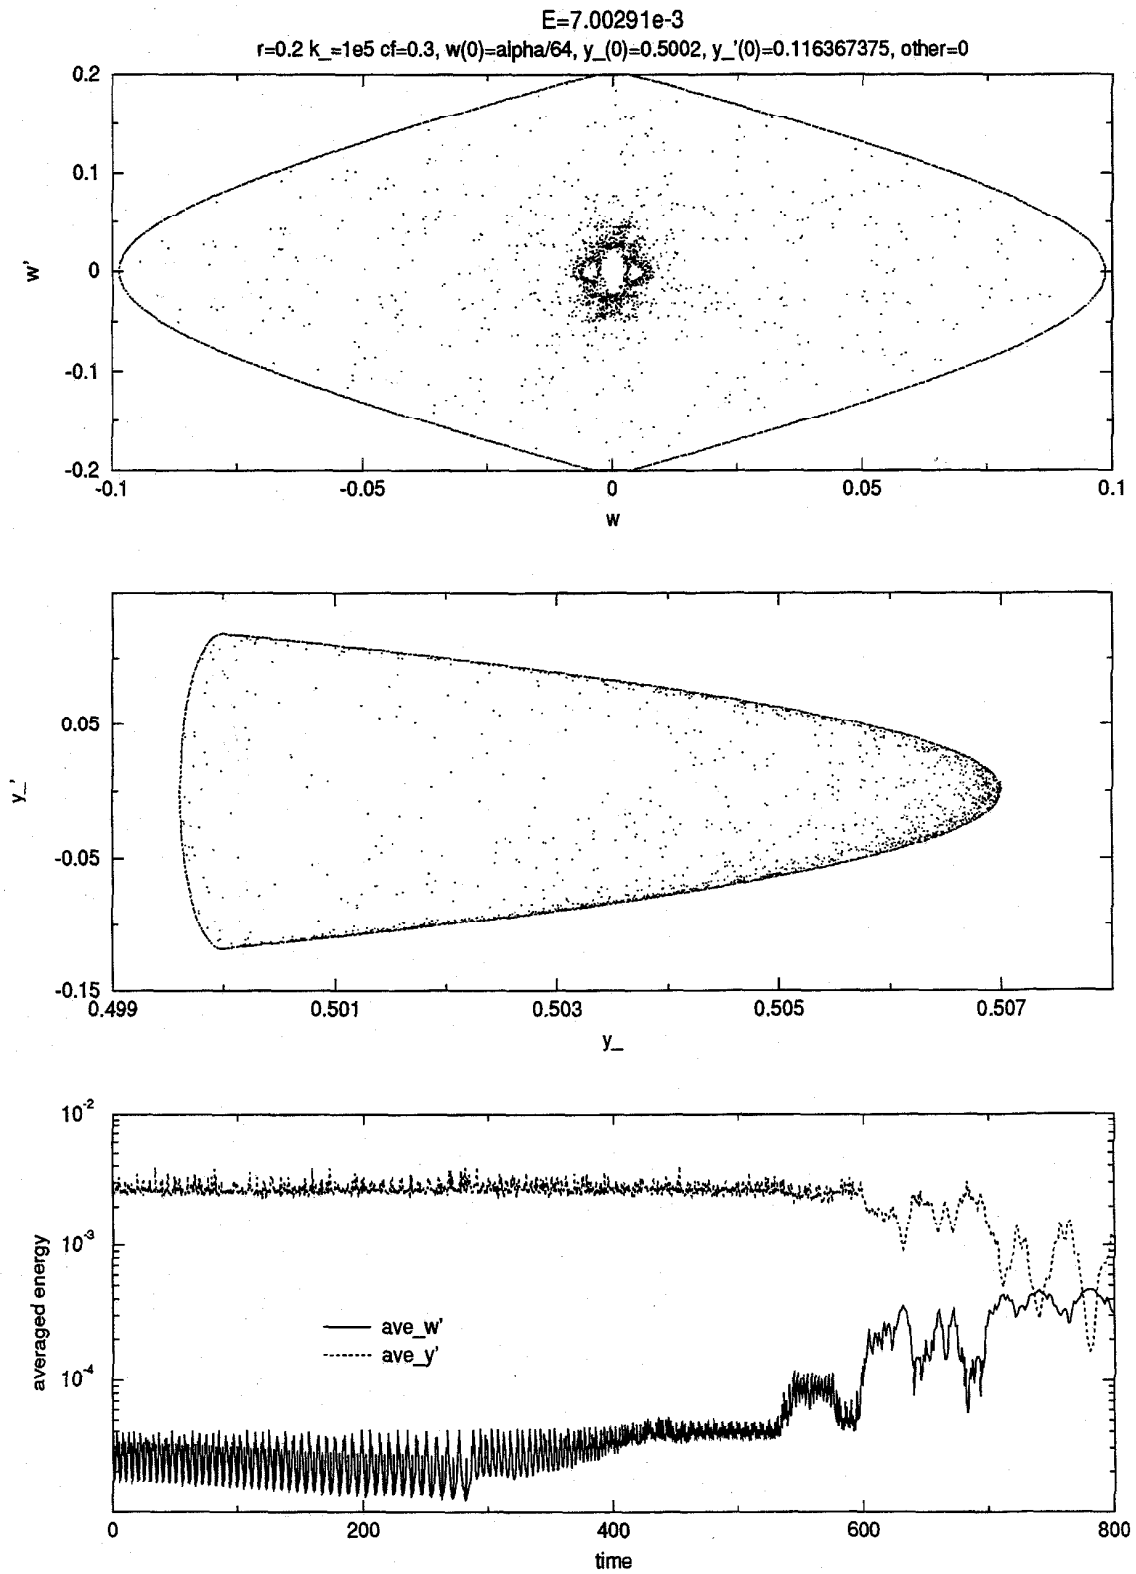 E=7.00291e-3
r=0.2 k_=1e5 cf=0.3, w(0)=alpha/64, y_(0)=0.5002, y_'(0)=0.116367375, other=0
0.2
0.1
0
-0.1
-0.2
w'
-0.1 -0.05 0 0.05 0.1
w
0.05
-0.05
-0.15
y_'
0.499 0.501 0.503 0.505 0.507
y_
10-2
10-3
10-4
averaged energy
ave_w'
ave_y'
0 200 400 600 800
time